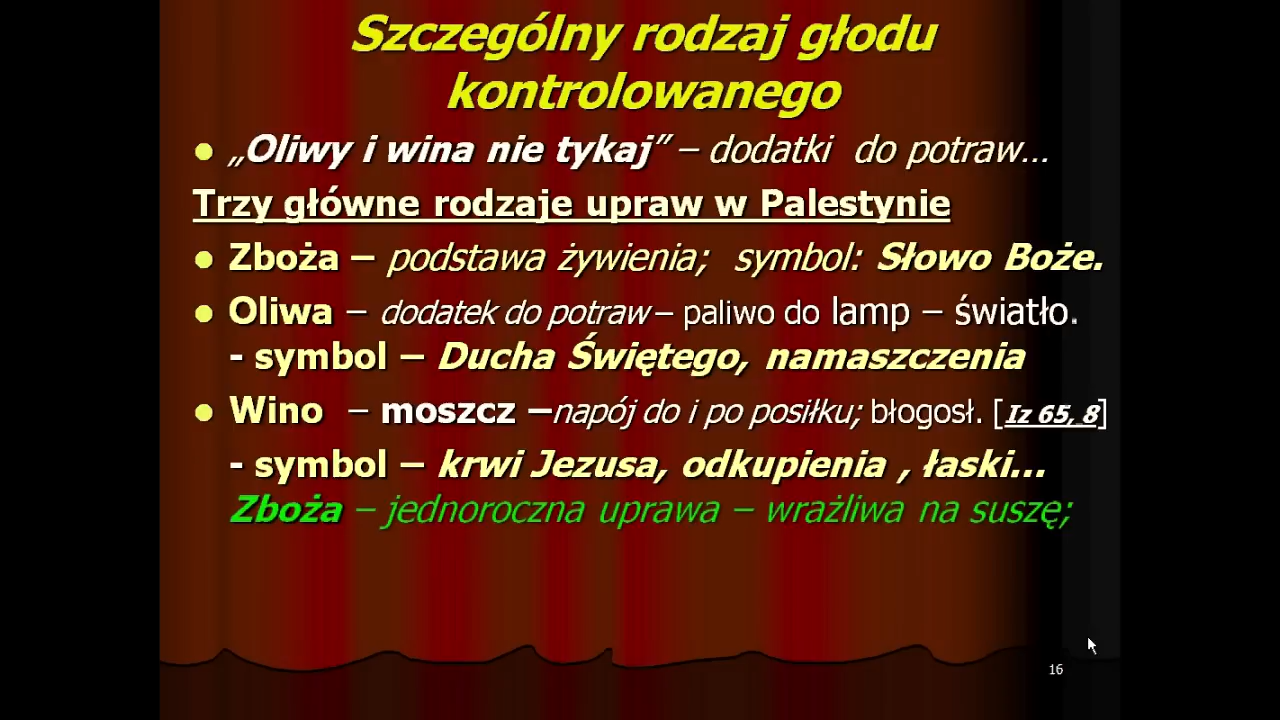 Szczególny rodzaj głodu
kontrolowanego
„Oliwy i wina nie tykaj” – dodatki do potraw…
Trzy główne rodzaje upraw w Palestynie
Zboża – podstawa żywienia; symbol: Słowo Boże.
Oliwa – dodatek do potraw – paliwo do lamp – światło.
- symbol – Ducha Świętego, namaszczenia
Wino – moszcz –napój do i po posiłku; błogosł. [Iz 65, 8]
- symbol – krwi Jezusa, odkupienia , łaski…
Zboża – jednoroczna uprawa – wrażliwa na suszę;
16